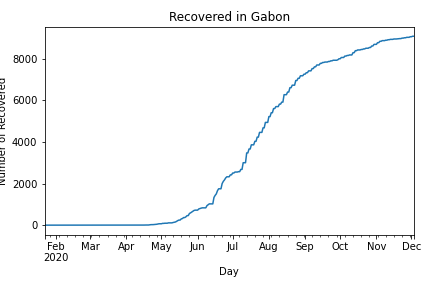 Recovered in Gabon
Number of Recovered
8000
6000
4000
2000
0
Feb Mar Apr May Jun Jul Aug Sep Oct Nov Dec
2020
Day